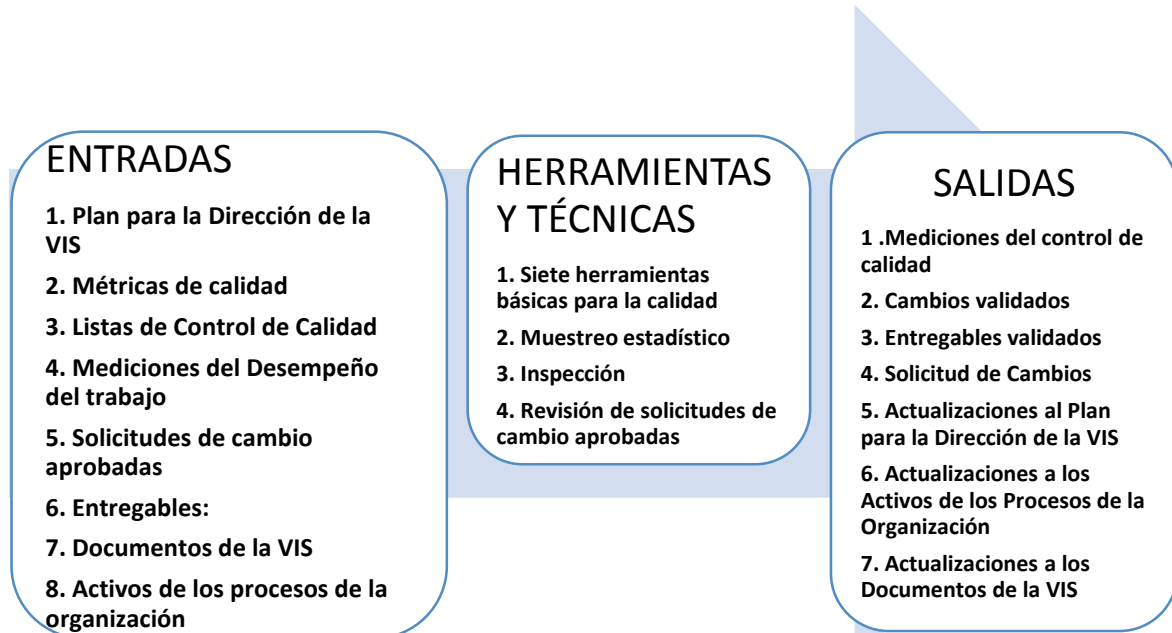 ENTRADAS
1. Plan para la Dirección de la
VIS
2. Métricas de calidad
3. Listas de Control de Calidad
4. Mediciones del Desempeño
del trabajo
5. Solicitudes de cambio
aprobadas
6. Entregables:
7. Documentos de la VIS
8. Activos de los procesos de la
organización
HERRAMIENTAS
Y TÉCNICAS
1. Siete herramientas
básicas para la calidad
2. Muestreo estadístico
3. Inspección
4. Revisión de solicitudes de
cambio aprobadas
SALIDAS
1 .Mediciones del control de
calidad
2. Cambios validados
3. Entregables validados
4. Solicitud de Cambios
5. Actualizaciones al Plan
para la Dirección de la VIS
6. Actualizaciones a los
Activos de los Procesos de la
Organización
7. Actualizaciones a los
Documentos de la VIS